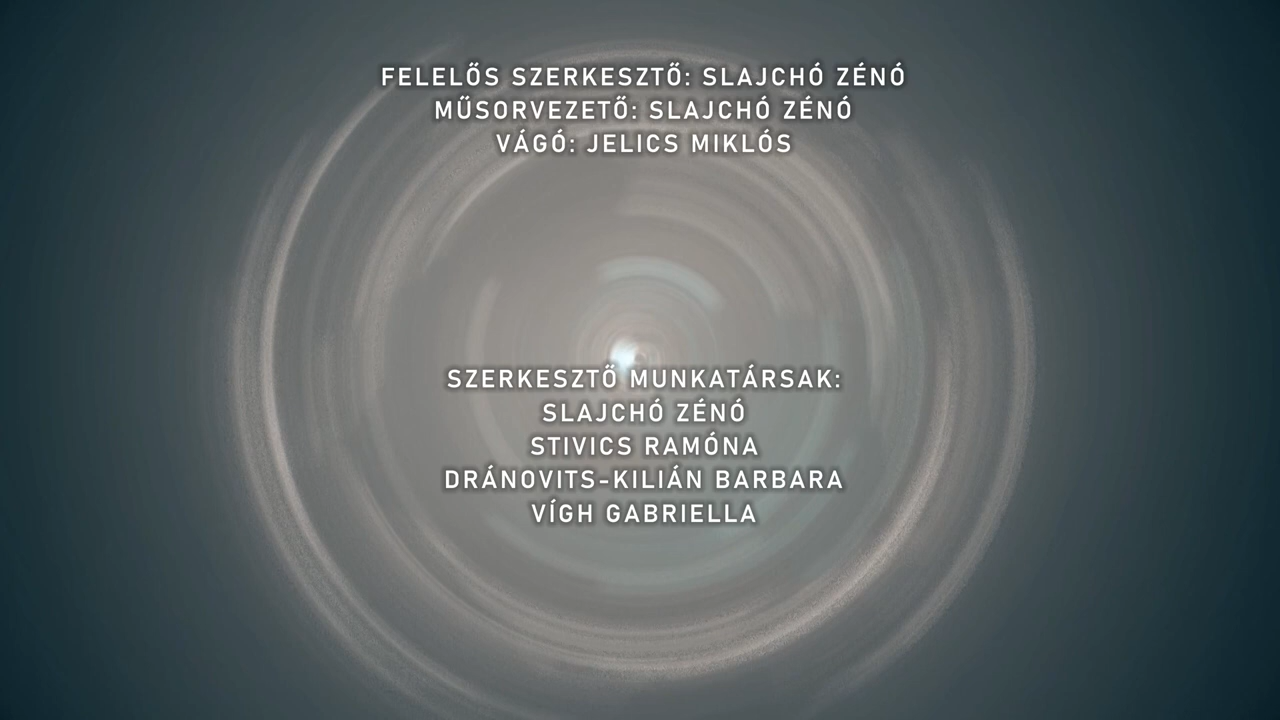 FELELŐS SZERKESZTŐ: SLAJCHÓ ZÉNÓ
MŰSORVEZETŐ: SLAJCHÓ ZÉNÓ
VÁGÓ: JELICS MIKLÓS
SZERKESZTŐ MUNKATÁRSAK:
SLAJCHÓ ZÉNÓ
STIVICS RAMÓNA
DRÁNOVITS-KILIÁN BARBARA
VÍGH GABRIELLA